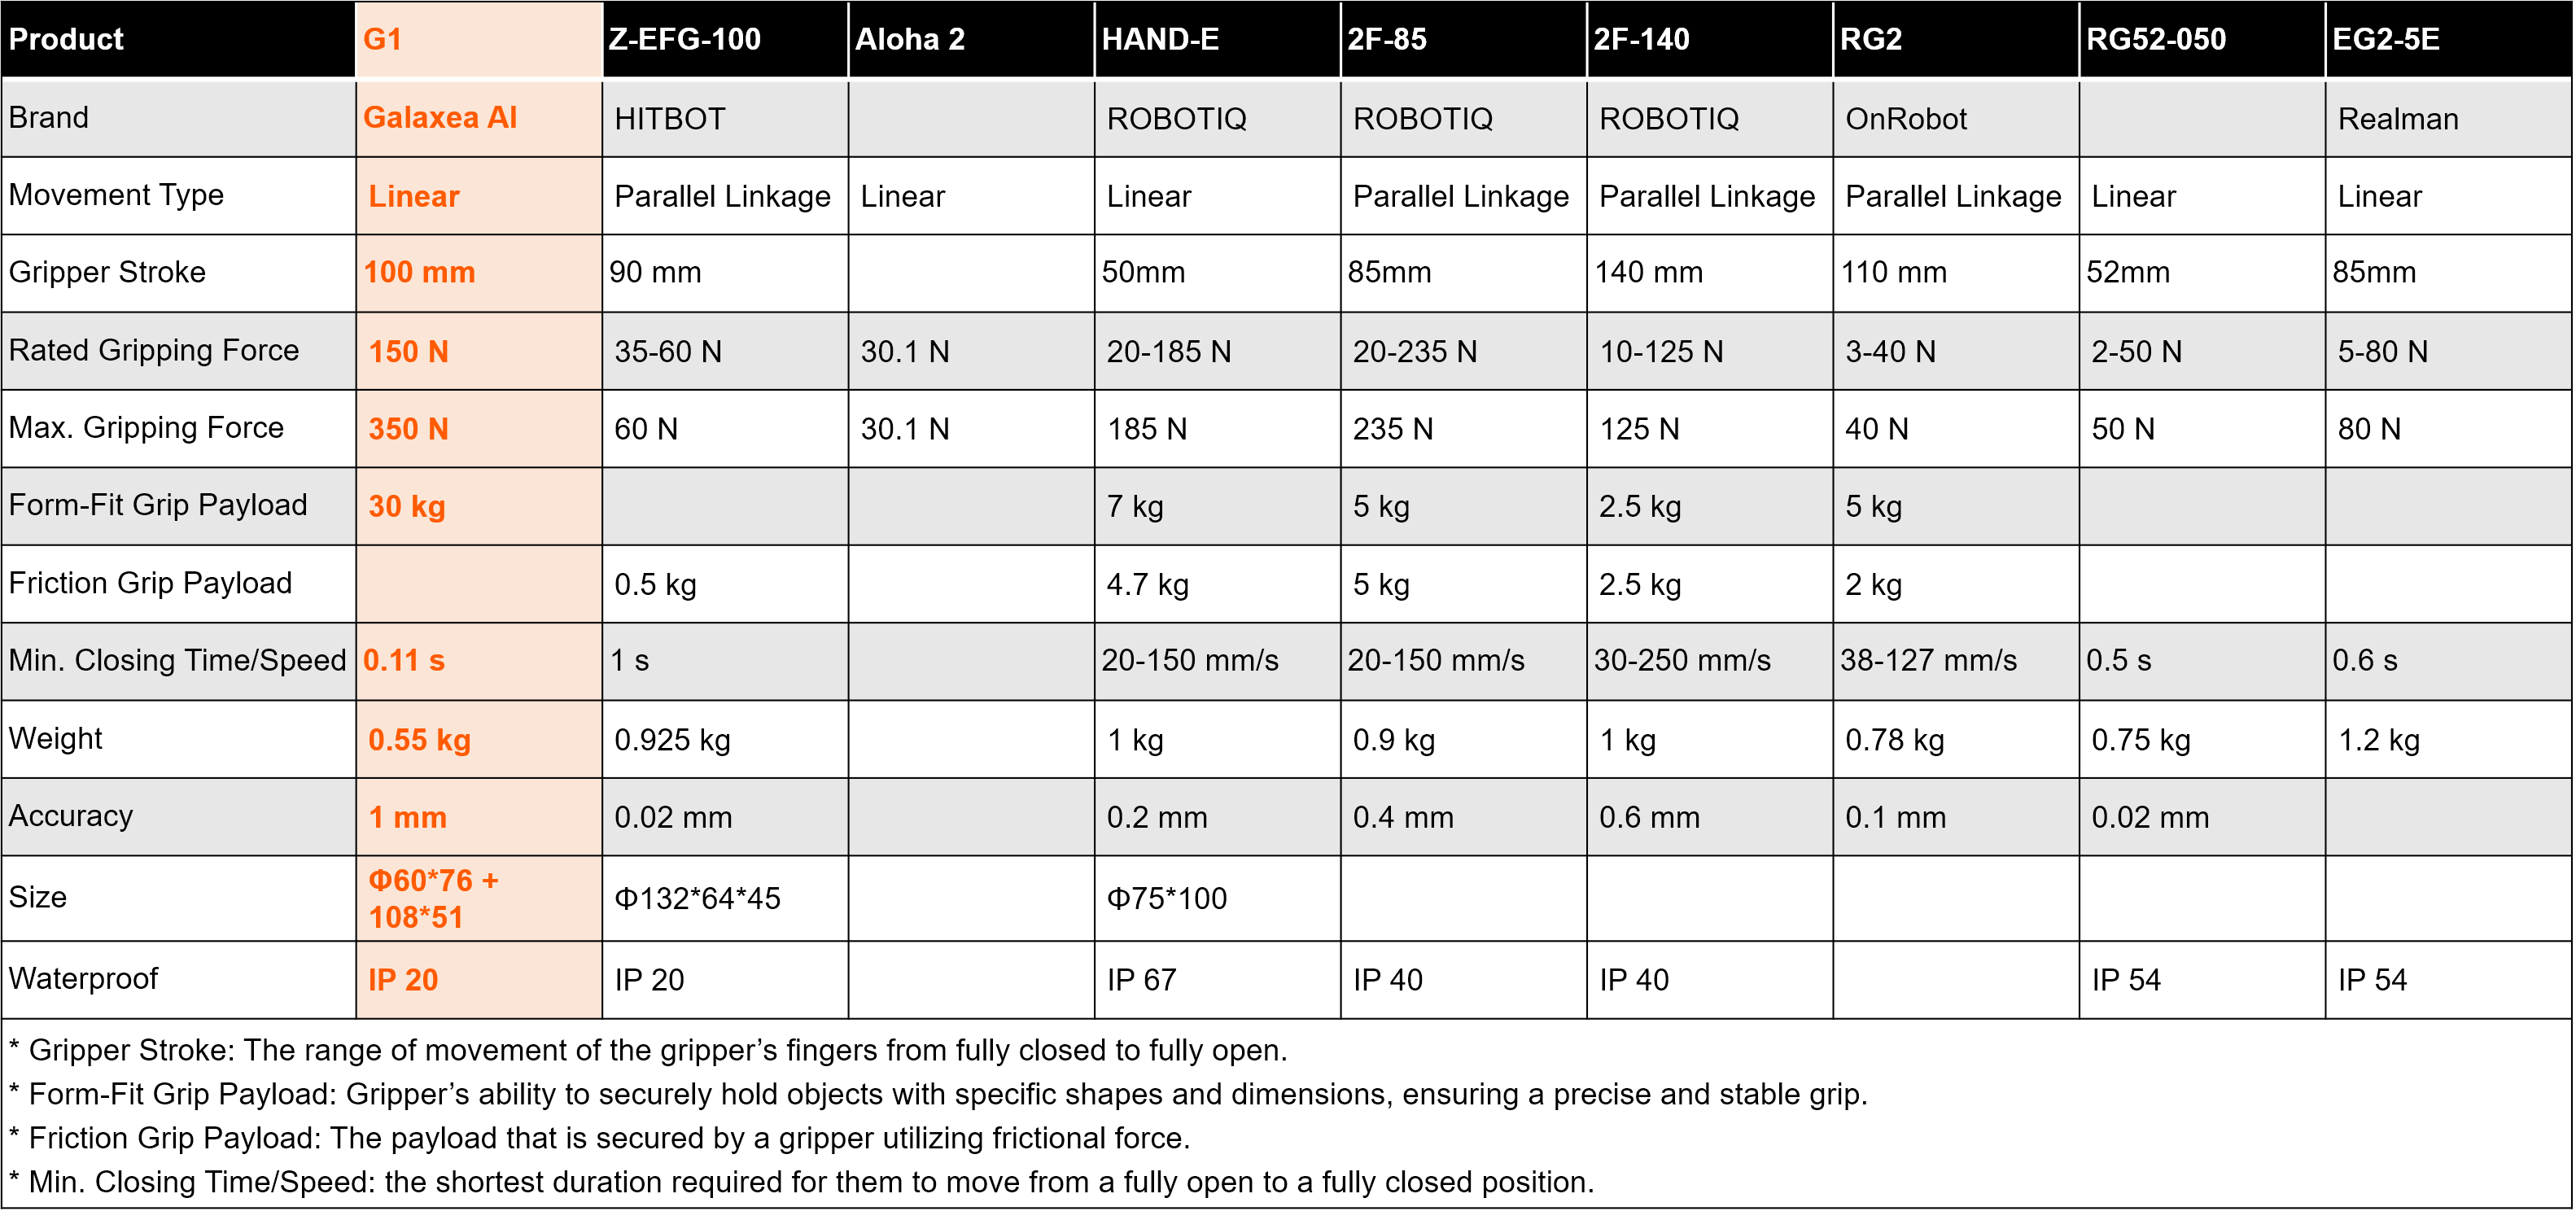 Product G1 Z-EFG-100 Aloha 2 HAND-E 2F-85 2F-140 RG2 RG52-050 EG2-5E
Brand Galaxea AI HITBOT ROBOTIQ ROBOTIQ ROBOTIQ OnRobot Realman
Movement Type Linear Parallel Linkage Linear Linear Parallel Linkage Parallel Linkage Parallel Linkage Linear Linear
Gripper Stroke 100 mm 90 mm 50mm 85mm 140 mm 110 mm 52mm 85mm
Rated Gripping Force 150 N 35-60 N 30.1 N 20-185 N 20-235 N 10-125 N 3-40 N 2-50 N 5-80 N
Max. Gripping Force 350 N 60 N 30.1 N 185 N 235 N 125 N 40 N 50 N 80 N
Form-Fit Grip Payload 30 kg 7 kg 5 kg 2.5 kg 5 kg
Friction Grip Payload 0.5 kg 4.7 kg 5 kg 2.5 kg 2 kg
Min. Closing Time/Speed 0.11 s 1 s 20-150 mm/s 20-150 mm/s 30-250 mm/s 38-127 mm/s 0.5 s 0.6 s
Weight 0.55 kg 0.925 kg 1 kg 0.9 kg 1 kg 0.78 kg 0.75 kg 1.2 kg
Accuracy 1 mm 0.02 mm 0.2 mm 0.4 mm 0.6 mm 0.1 mm 0.02 mm
Size Φ60*76 +
108*51 Φ132*64*45 Φ75*100
Waterproof IP 20 IP 20 IP 67 IP 40 IP 40 IP 54 IP 54
* Gripper Stroke: The range of movement of the gripper’s fingers from fully closed to fully open.
* Form-Fit Grip Payload: Gripper’s ability to securely hold objects with specific shapes and dimensions, ensuring a precise and stable grip.
* Friction Grip Payload: The payload that is secured by a gripper utilizing frictional force.
* Min. Closing Time/Speed: the shortest duration required for them to move from a fully open to a fully closed position.